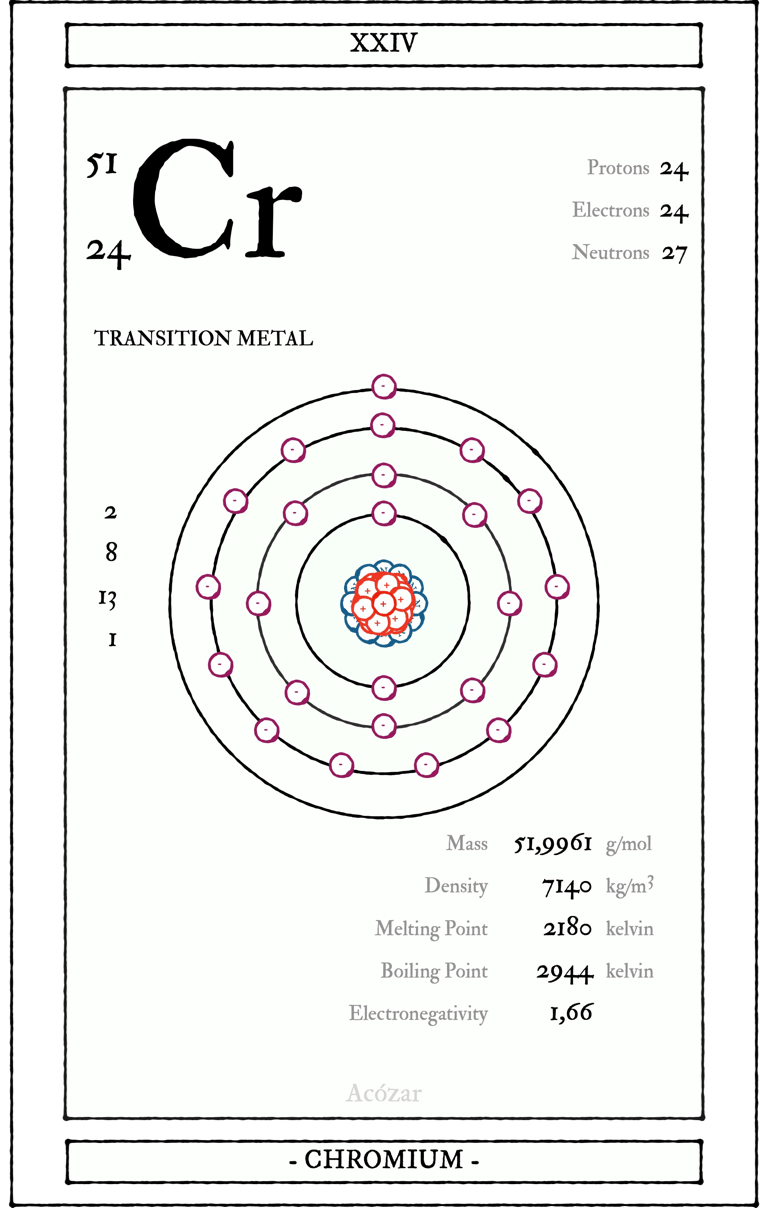 XXIV
51
Cr
24
Protons 24
Electrons 24
Neutrons 27
TRANSITION METAL
2
8
13
1
Mass 51,9961 g/mol
Density 7140 kg/m³
Melting Point 2180 kelvin
Boiling Point 2944 kelvin
Electronegativity 1,66
Acózar
- CHROMIUM -